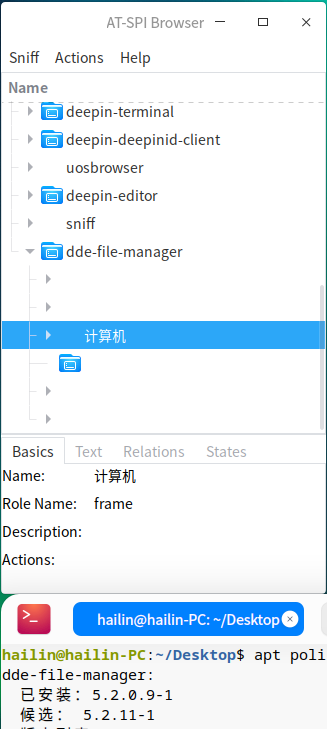 AT-SPI Browser
Sniff Actions Help
Name
deepin-terminal
deepin-deepinid-client
uosbrowser
deepin-editor
sniff
dde-file-manager
计算机
Basics Text Relations States
Name: 计算机
Role Name: frame
Description:
Actions:
hailin@hailin-PC: ~/Desktop
hailin@hailin-PC:~/Desktop$ apt poli
dde-file-manager:
已安装：5.2.0.9-1
候选： 5.2.11-1